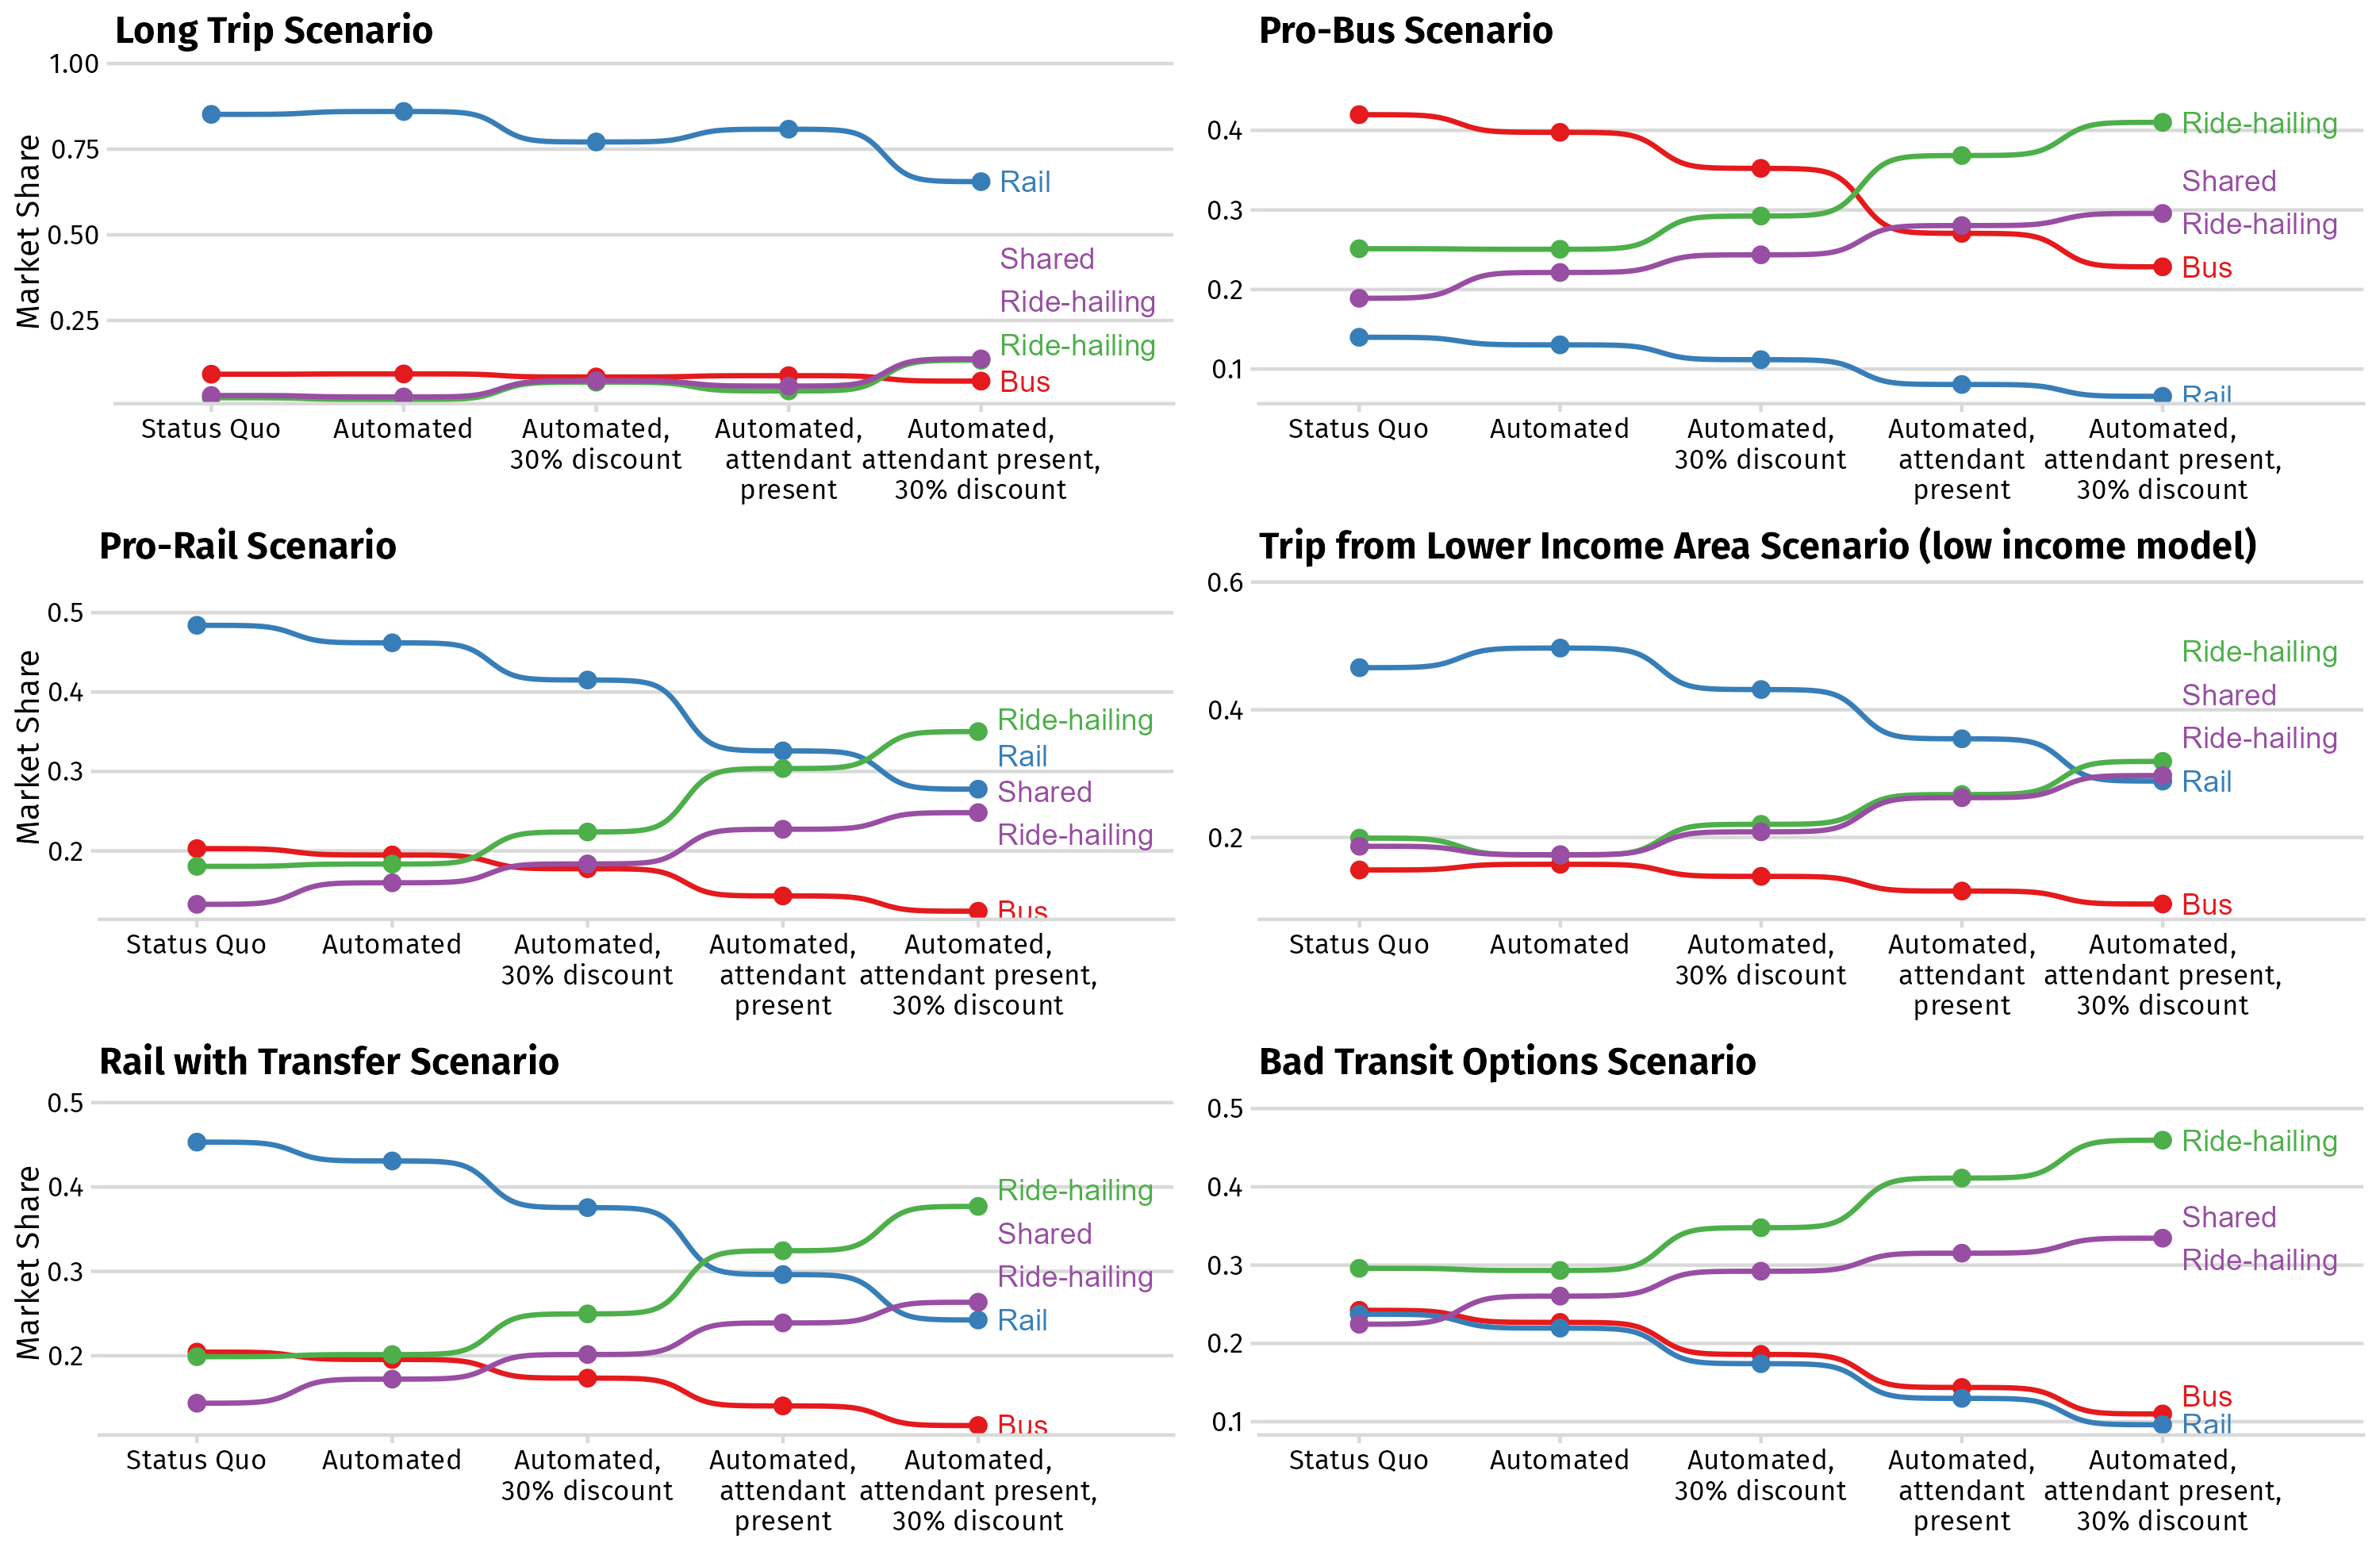 Long Trip Scenario
1.00
0.75
0.50
0.25
Market Share
Rail
Shared
Ride-hailing
Ride-hailing
Bus
Status Quo
Automated
Automated,
30% discount
Automated,
attendant
present
Automated,
attendant present,
30% discount
Pro-Bus Scenario
0.4
0.3
0.2
0.1
Ride-hailing
Shared
Ride-hailing
Bus
Rail
Status Quo
Automated
Automated,
30% discount
Automated,
attendant
present
Automated,
attendant present,
30% discount
Pro-Rail Scenario
0.5
0.4
0.3
0.2
Market Share
Ride-hailing
Rail
Shared
Ride-hailing
Bus
Status Quo
Automated
Automated,
30% discount
Automated,
attendant
present
Automated,
attendant present,
30% discount
Trip from Lower Income Area Scenario (low income model)
0.6
0.4
0.2
Ride-hailing
Shared
Ride-hailing
Rail
Bus
Status Quo
Automated
Automated,
30% discount
Automated,
attendant
present
Automated,
attendant present,
30% discount
Rail with Transfer Scenario
0.5
0.4
0.3
0.2
Market Share
Ride-hailing
Shared
Ride-hailing
Rail
Bus
Status Quo
Automated
Automated,
30% discount
Automated,
attendant
present
Automated,
attendant present,
30% discount
Bad Transit Options Scenario
0.5
0.4
0.3
0.2
0.1
Ride-hailing
Shared
Ride-hailing
Bus
Rail
Status Quo
Automated
Automated,
30% discount
Automated,
attendant
present
Automated,
attendant present,
30% discount